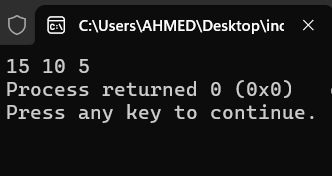 C:\Users\AHMED\Desktop\inc
15 10 5
Process returned 0 (0x0)
Press any key to continue.